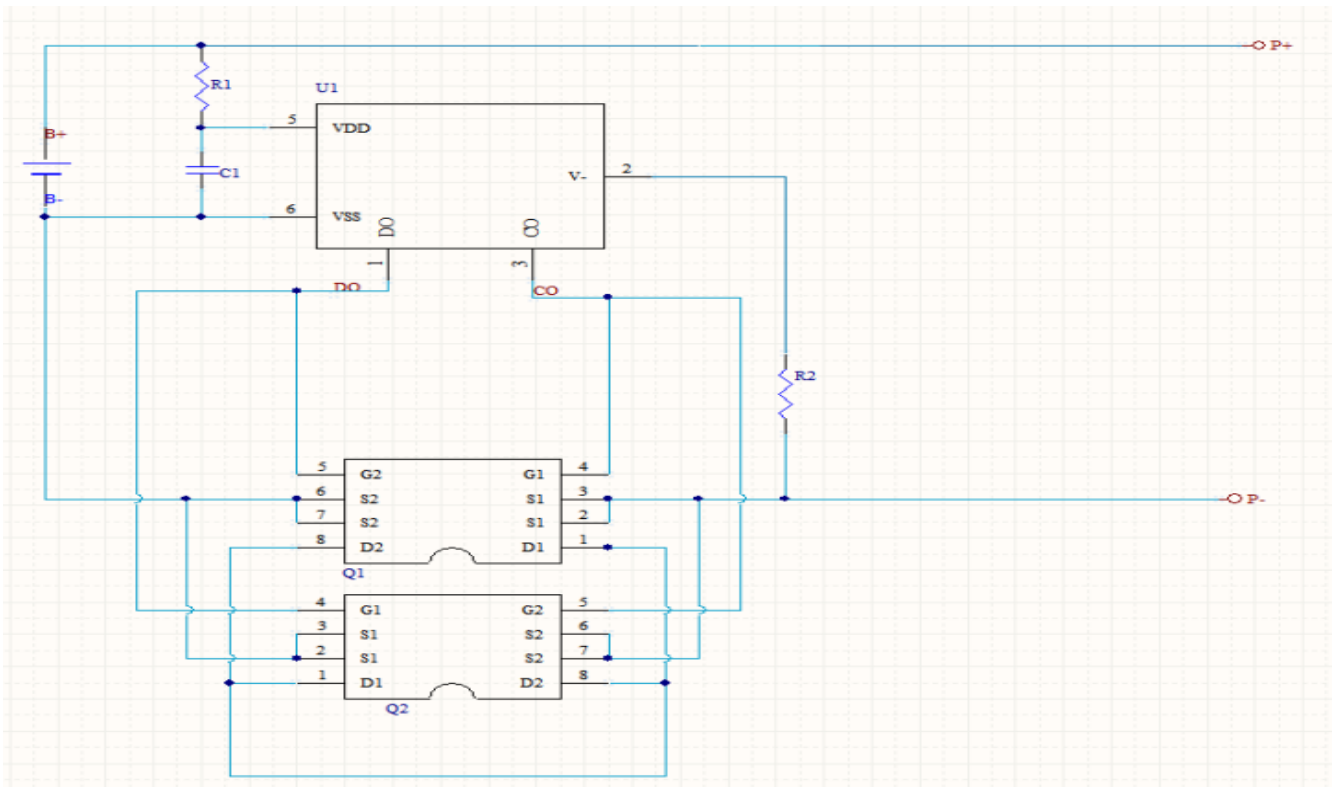 P+
R1
U1
B+
5 VDD
C1
V- 2
B-
6 VSS
DO
CO
1
3
DO
CO
R2
5 G2 G1 4
6 S2 S1 3
7 S2 S1 2
8 D2 D1 1
P-
Q1
4 G1 G2 5
3 S1 S2 6
2 S1 S2 7
1 D1 D2 8
Q2